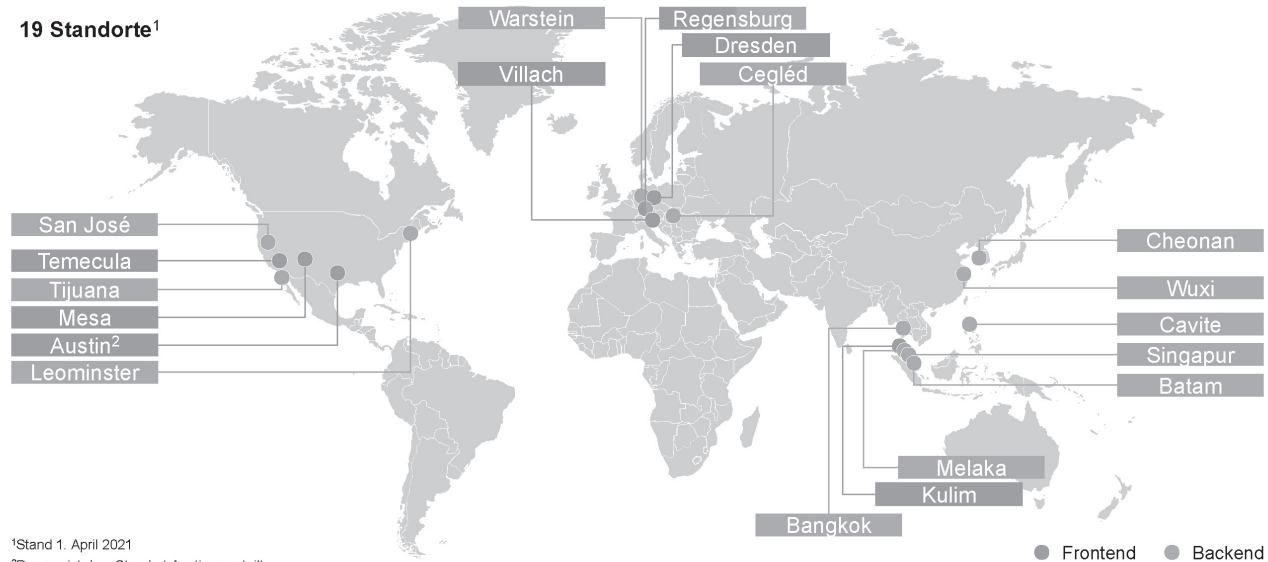 19 Standorte¹
Warstein
Regensburg
Dresden
Villach
Cegléd
San José
Temecula
Tijuana
Mesa
Austin²
Leominster
Cheonan
Wuxi
Cavite
Singapur
Batam
Melaka
Kulim
Bangkok
¹Stand 1. April 2021
Frontend
Backend